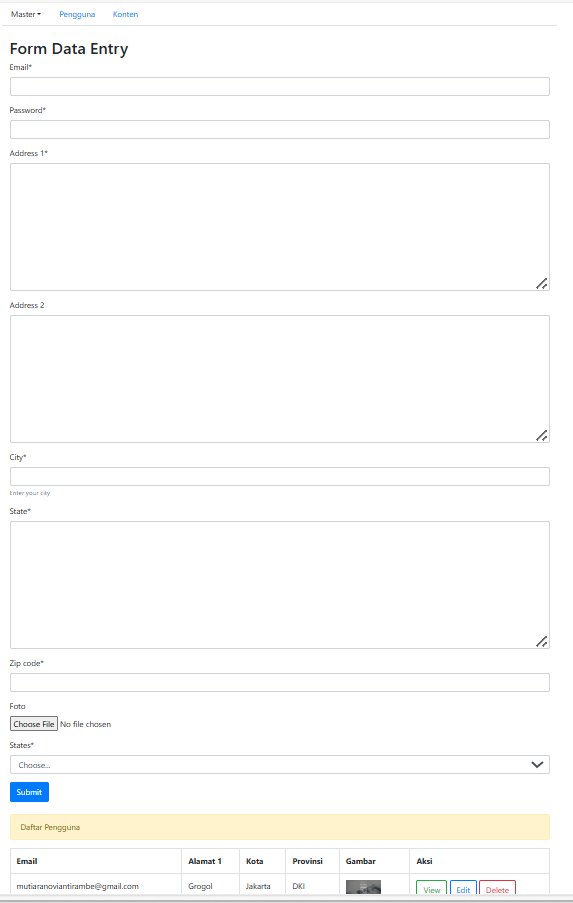 Master Pengguna Konten
Form Data Entry
Email*
Password*
Address 1*
Address 2
City*
Enter your city
State*
Zip code*
Foto
Choose File No file chosen
States*
Choose...
Submit
Daftar Pengguna
Email Alamat 1 Kota Provinsi Gambar Aksi
mutiaranoviantirambe@gmail.com Grogol Jakarta DKI View Edit Delete